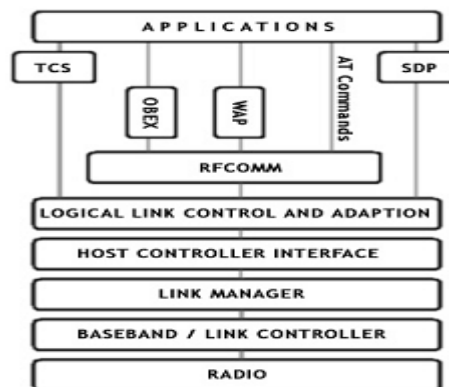 APPLICATIONS
TCS
SDP
OBEX
WAP
AT Commands
RFCOMM
LOGICAL LINK CONTROL AND ADAPTION
HOST CONTROLLER INTERFACE
LINK MANAGER
BASEBAND / LINK CONTROLLER
RADIO